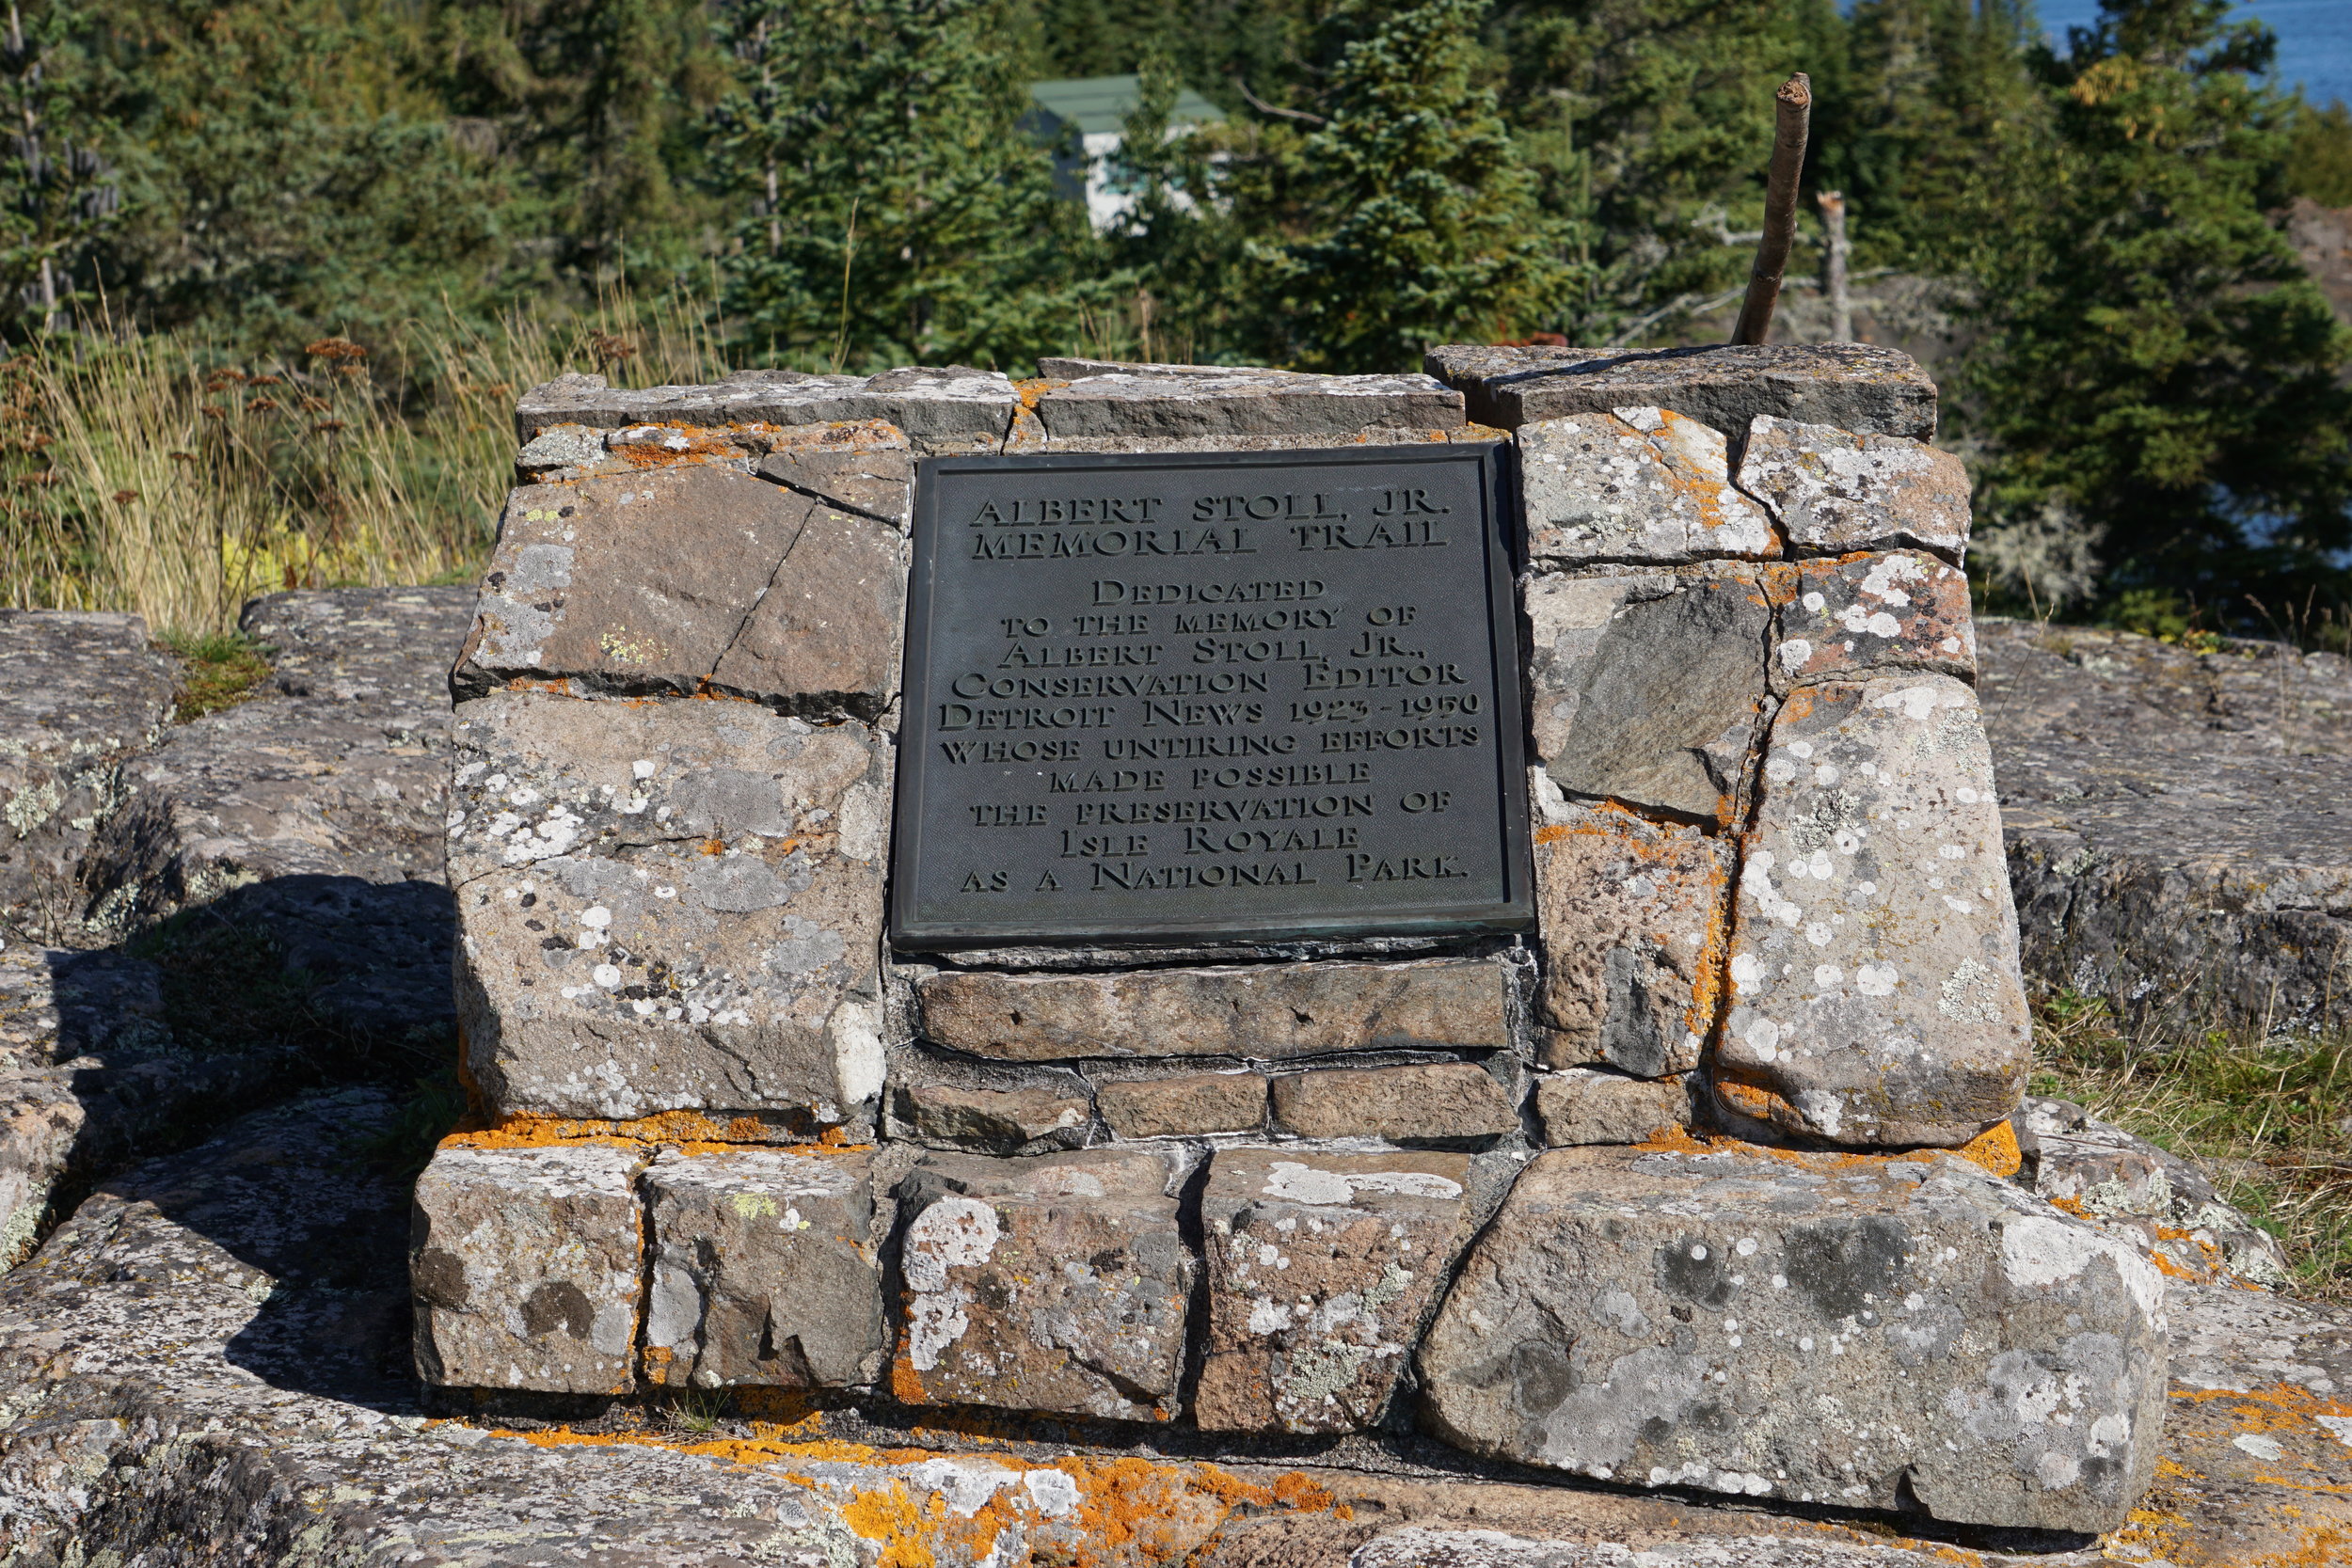 ALBERT STOLL, JR.
MEMORIAL TRAIL
DEDICATED
TO THE MEMORY OF
ALBERT STOLL, JR.,
CONSERVATION EDITOR
DETROIT NEWS 1923-1950
WHOSE UNTIRING EFFORTS
MADE POSSIBLE
THE PRESERVATION OF
ISLE ROYALE
AS A NATIONAL PARK.